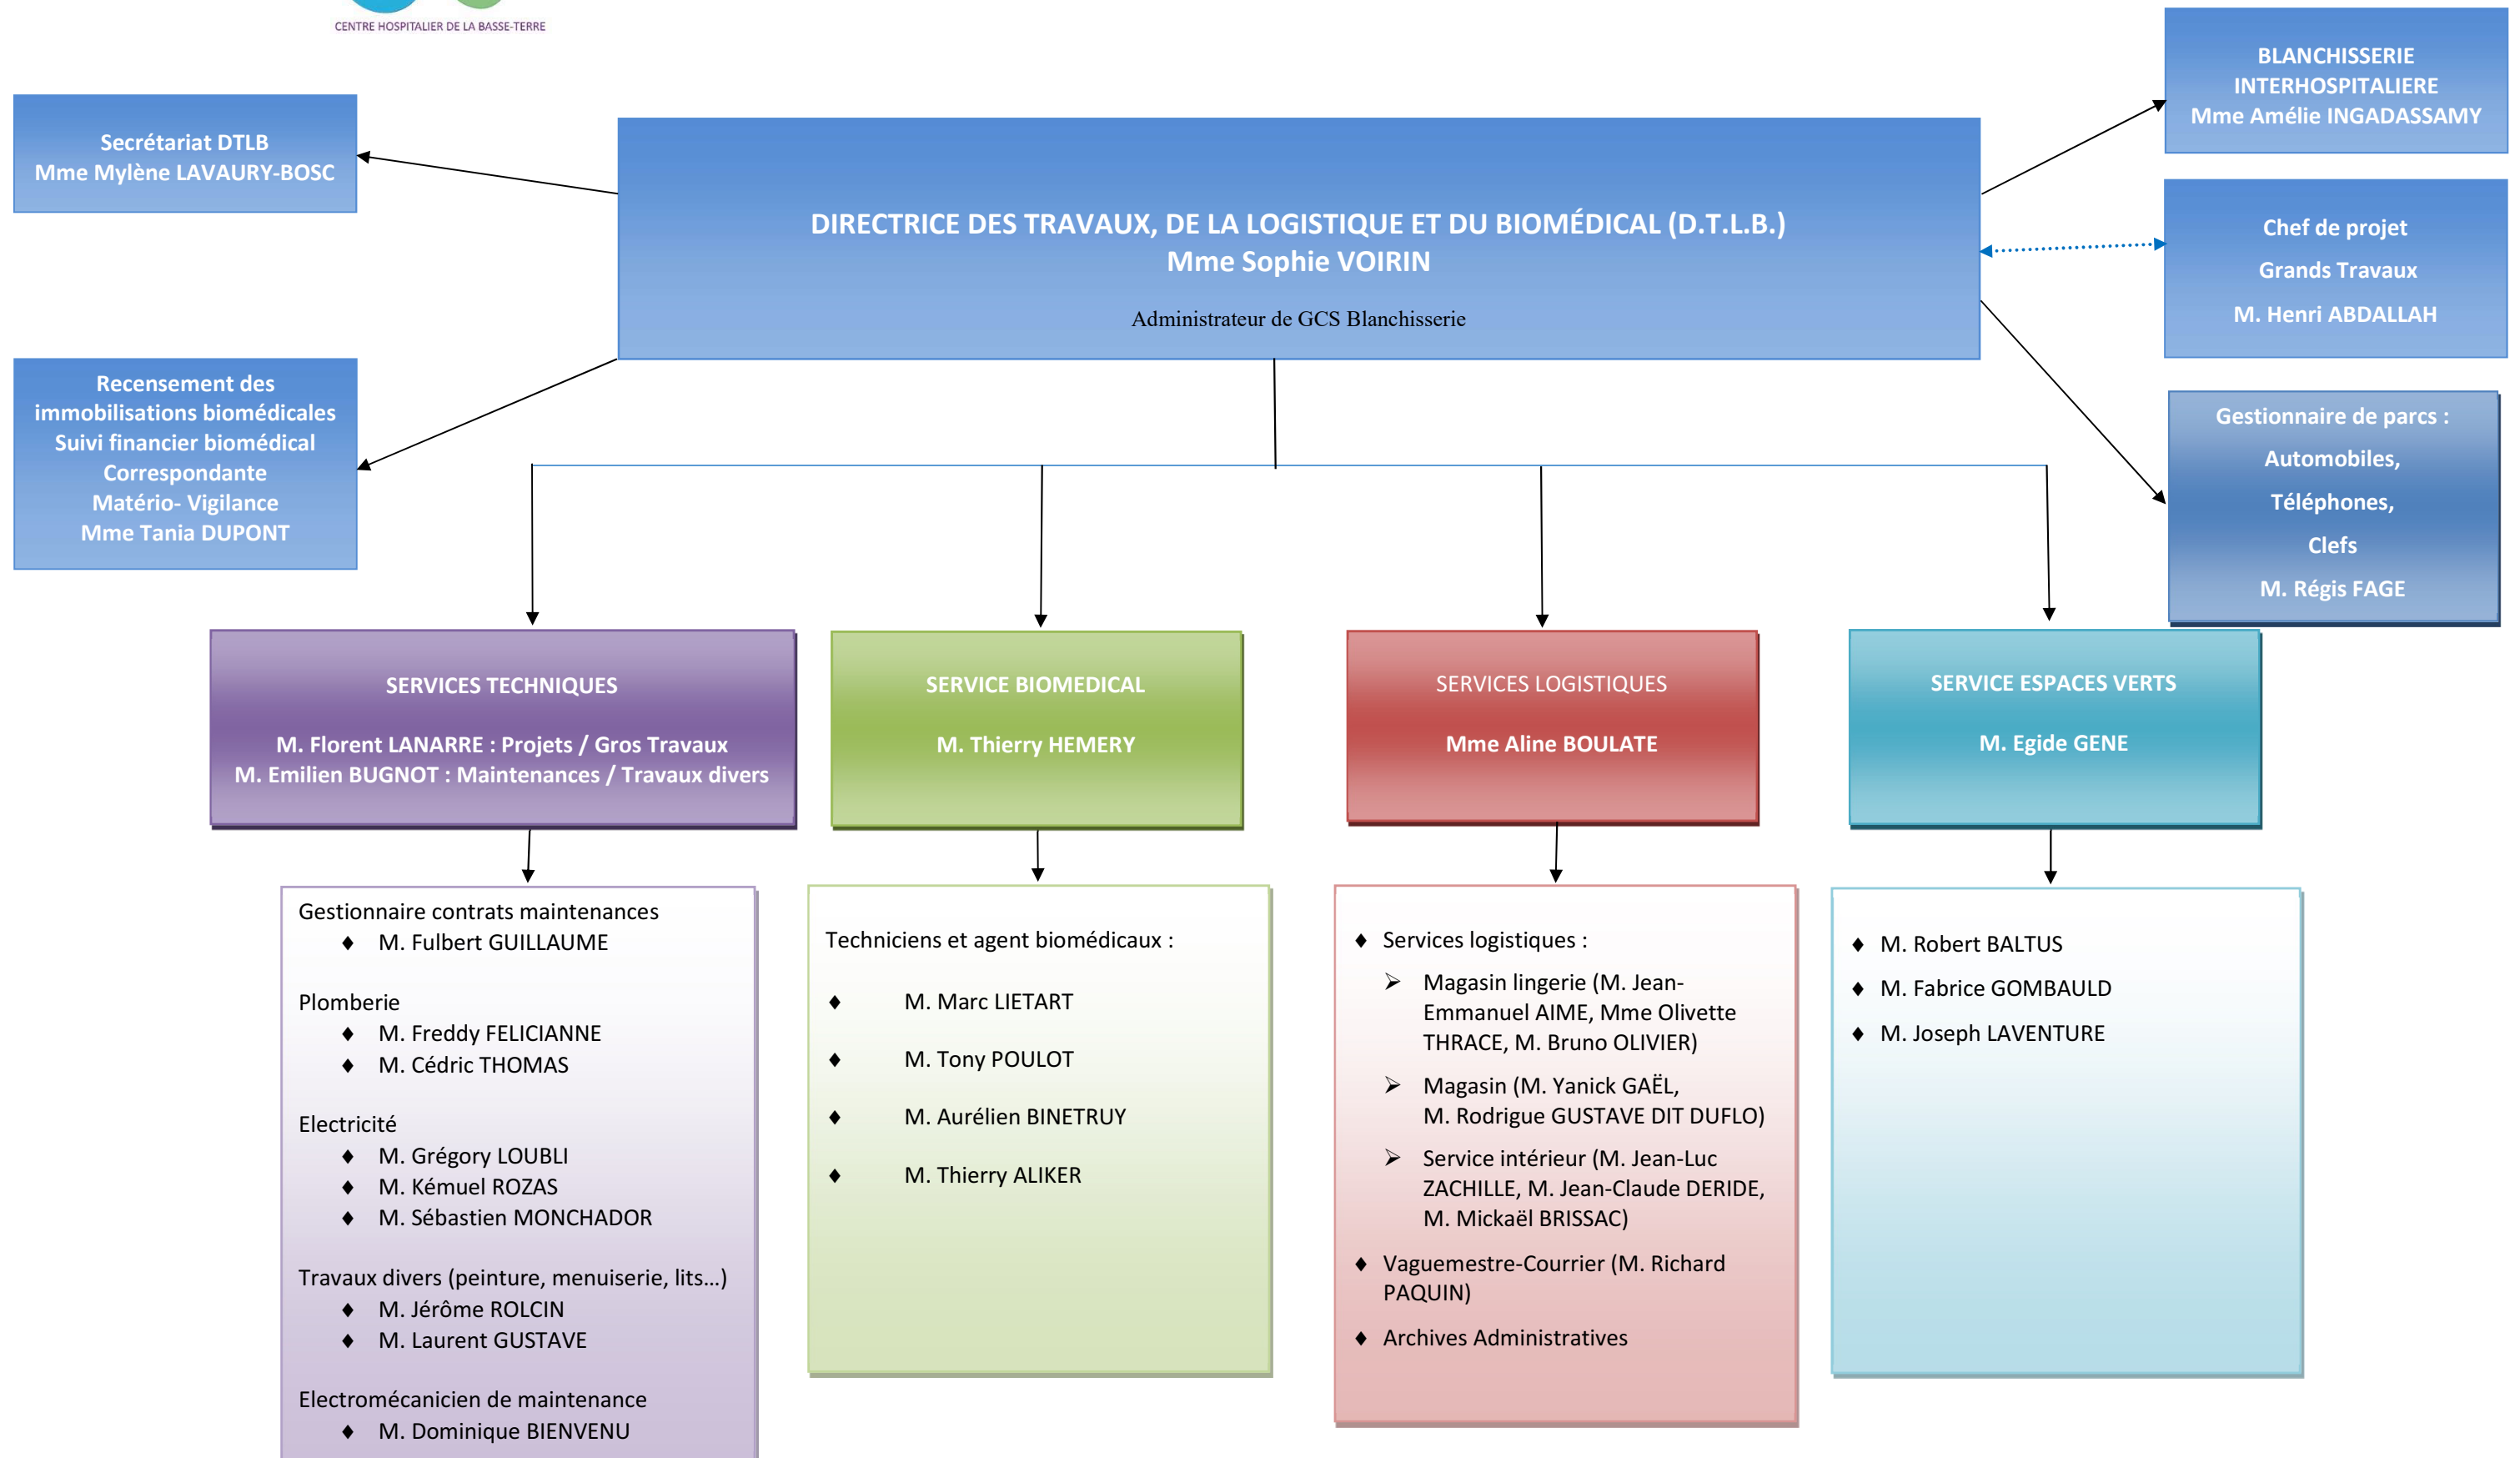 CENTRE HOSPITALIER DE LA BASSE-TERRE
Secrétariat DTLB
Mme Mylène LAVAURY-BOSC
DIRECTRICE DES TRAVAUX, DE LA LOGISTIQUE ET DU BIOMÉDICAL (D.T.L.B.)
Mme Sophie VOIRIN
Administrateur de GCS Blanchisserie
BLANCHISSERIE
INTERHOSPITALIERE
Mme Amélie INGADASSAMY
Chef de projet
Grands Travaux
M. Henri ABDALLAH
Recensement des
immobilisations biomédicales
Suivi financier biomédical
Correspondante
Matério- Vigilance
Mme Tania DUPONT
Gestionnaire de parcs :
Automobiles,
Téléphones,
Clefs
M. Régis FAGE
SERVICES TECHNIQUES
M. Florent LANARRE : Projets / Gros Travaux
M. Emilien BUGNOT : Maintenances / Travaux divers
SERVICE BIOMEDICAL
M. Thierry HEMERY
SERVICES LOGISTIQUES
Mme Aline BOULATE
SERVICE ESPACES VERTS
M. Egide GENE
Gestionnaire contrats maintenances
♦ M. Fulbert GUILLAUME
Plomberie
♦ M. Freddy FELICIANNE
♦ M. Cédric THOMAS
Electricité
♦ M. Grégory LOUBLI
♦ M. Kémuel ROZAS
♦ M. Sébastien MONCHADOR
Travaux divers (peinture, menuiserie, lits…)
♦ M. Jérôme ROLCIN
♦ M. Laurent GUSTAVE
Electromécanicien de maintenance
♦ M. Dominique BIENVENU
Techniciens et agent biomédicaux :
♦ M. Marc LIETART
♦ M. Tony POULOT
♦ M. Aurélien BINETRUY
♦ M. Thierry ALIKER
♦ Services logistiques :
➢ Magasin lingerie (M. Jean-
Emmanuel AIME, Mme Olivette
THRACE, M. Bruno OLIVIER)
➢ Magasin (M. Yanick GAËL,
M. Rodrigue GUSTAVE DIT DUFLO)
➢ Service intérieur (M. Jean-Luc
ZACHILLE, M. Jean-Claude DERIDE,
M. Mickaël BRISSAC)
♦ Vaguemestre-Courrier (M. Richard
PAQUIN)
♦ Archives Administratives
♦ M. Robert BALTUS
♦ M. Fabrice GOMBAULD
♦ M. Joseph LAVENTURE